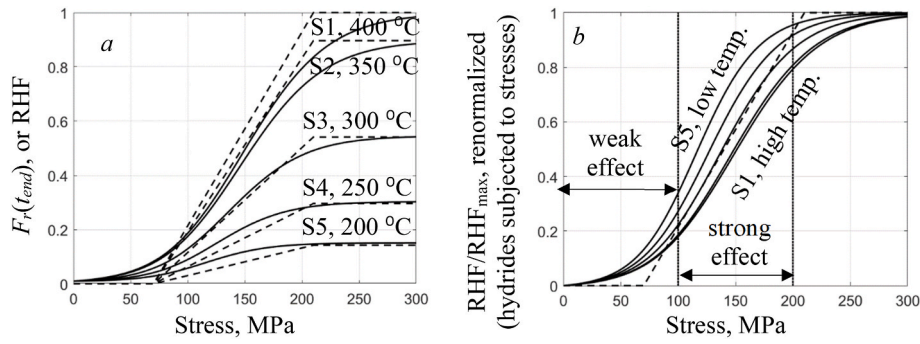 a
F_r(t_end), or RHF
1
0.8
0.6
0.4
0.2
0
S1, 400 °C
S2, 350 °C
S3, 300 °C
S4, 250 °C
S5, 200 °C
0 50 100 150 200 250 300
Stress, MPa
b
RHF/RHF_max, renormalized
(hydrides subjected to stresses)
1
0.8
0.6
0.4
0.2
0
S5, low temp.
S1, high temp.
weak
effect
strong
effect
0 50 100 150 200 250 300
Stress, MPa